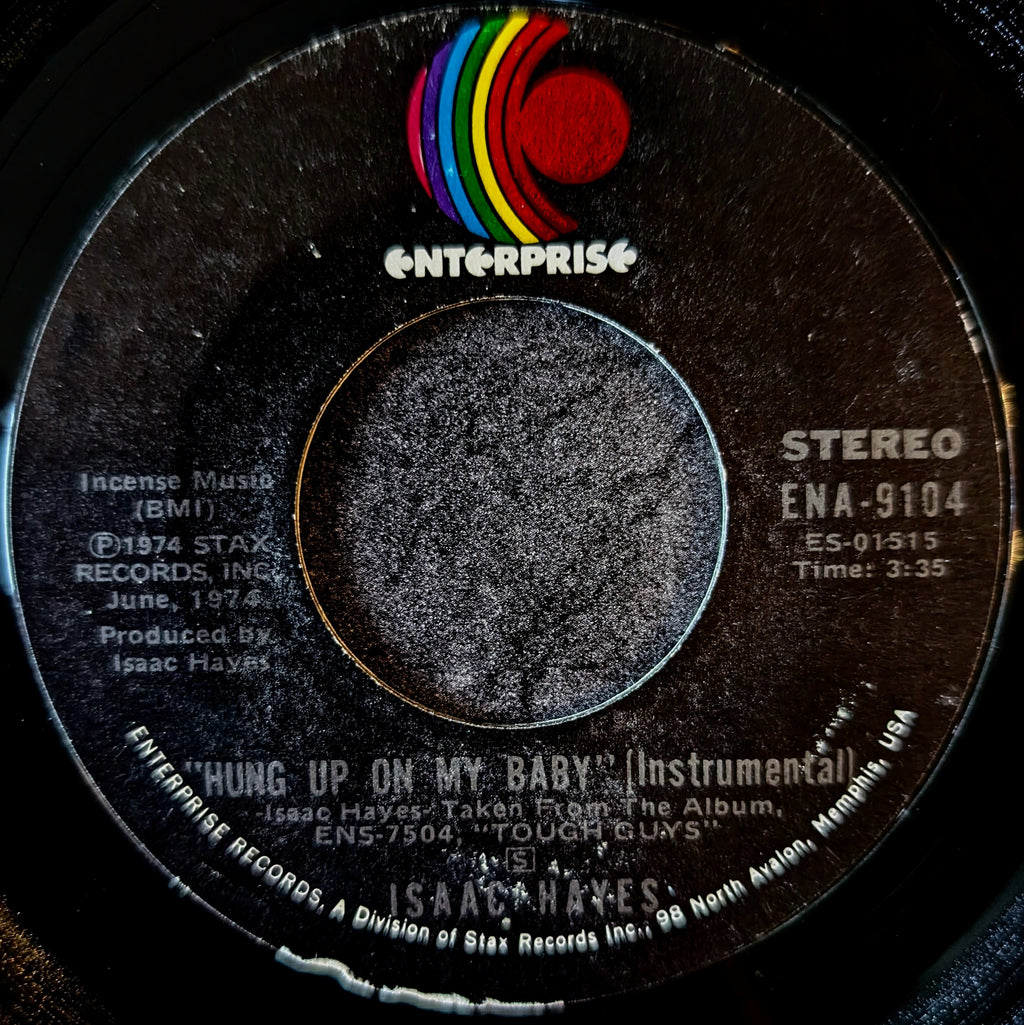 ENTERPRISE
STEREO
ENA-9104
ES-01515
Time: 3:35
Incense Music
(BMI)
Ⓟ1974 STAX
RECORDS, INC.
June, 1974
Produced by
Isaac Hayes
"HUNG UP ON MY BABY" (Instrumental)
-Isaac Hayes- Taken From The Album,
ENS-7504, "TOUGH GUYS"
S
ISAAC HAYES
ENTERPRISE RECORDS, A Division of Stax Records Inc., 98 North Avalon, Memphis, USA